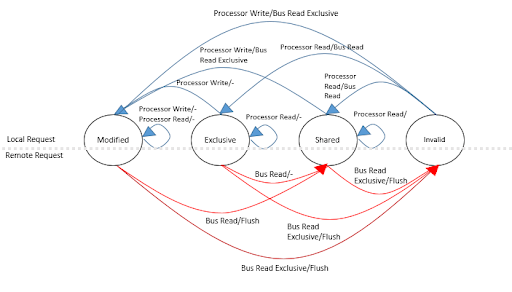 Processor Write/Bus Read Exclusive
Processor Write/Bus
Read Exclusive
Processor Read/Bus Read
Processor
Read/Bus
Read
Processor Write/-
Processor Write/-
Processor Read/-
Processor Read/-
Processor Read/
Local Request
Modified
Exclusive
Shared
Invalid
Remote Request
Bus Read/-
Bus Read
Exclusive/Flush
Bus Read/Flush
Bus Read
Exclusive/Flush
Bus Read Exclusive/Flush